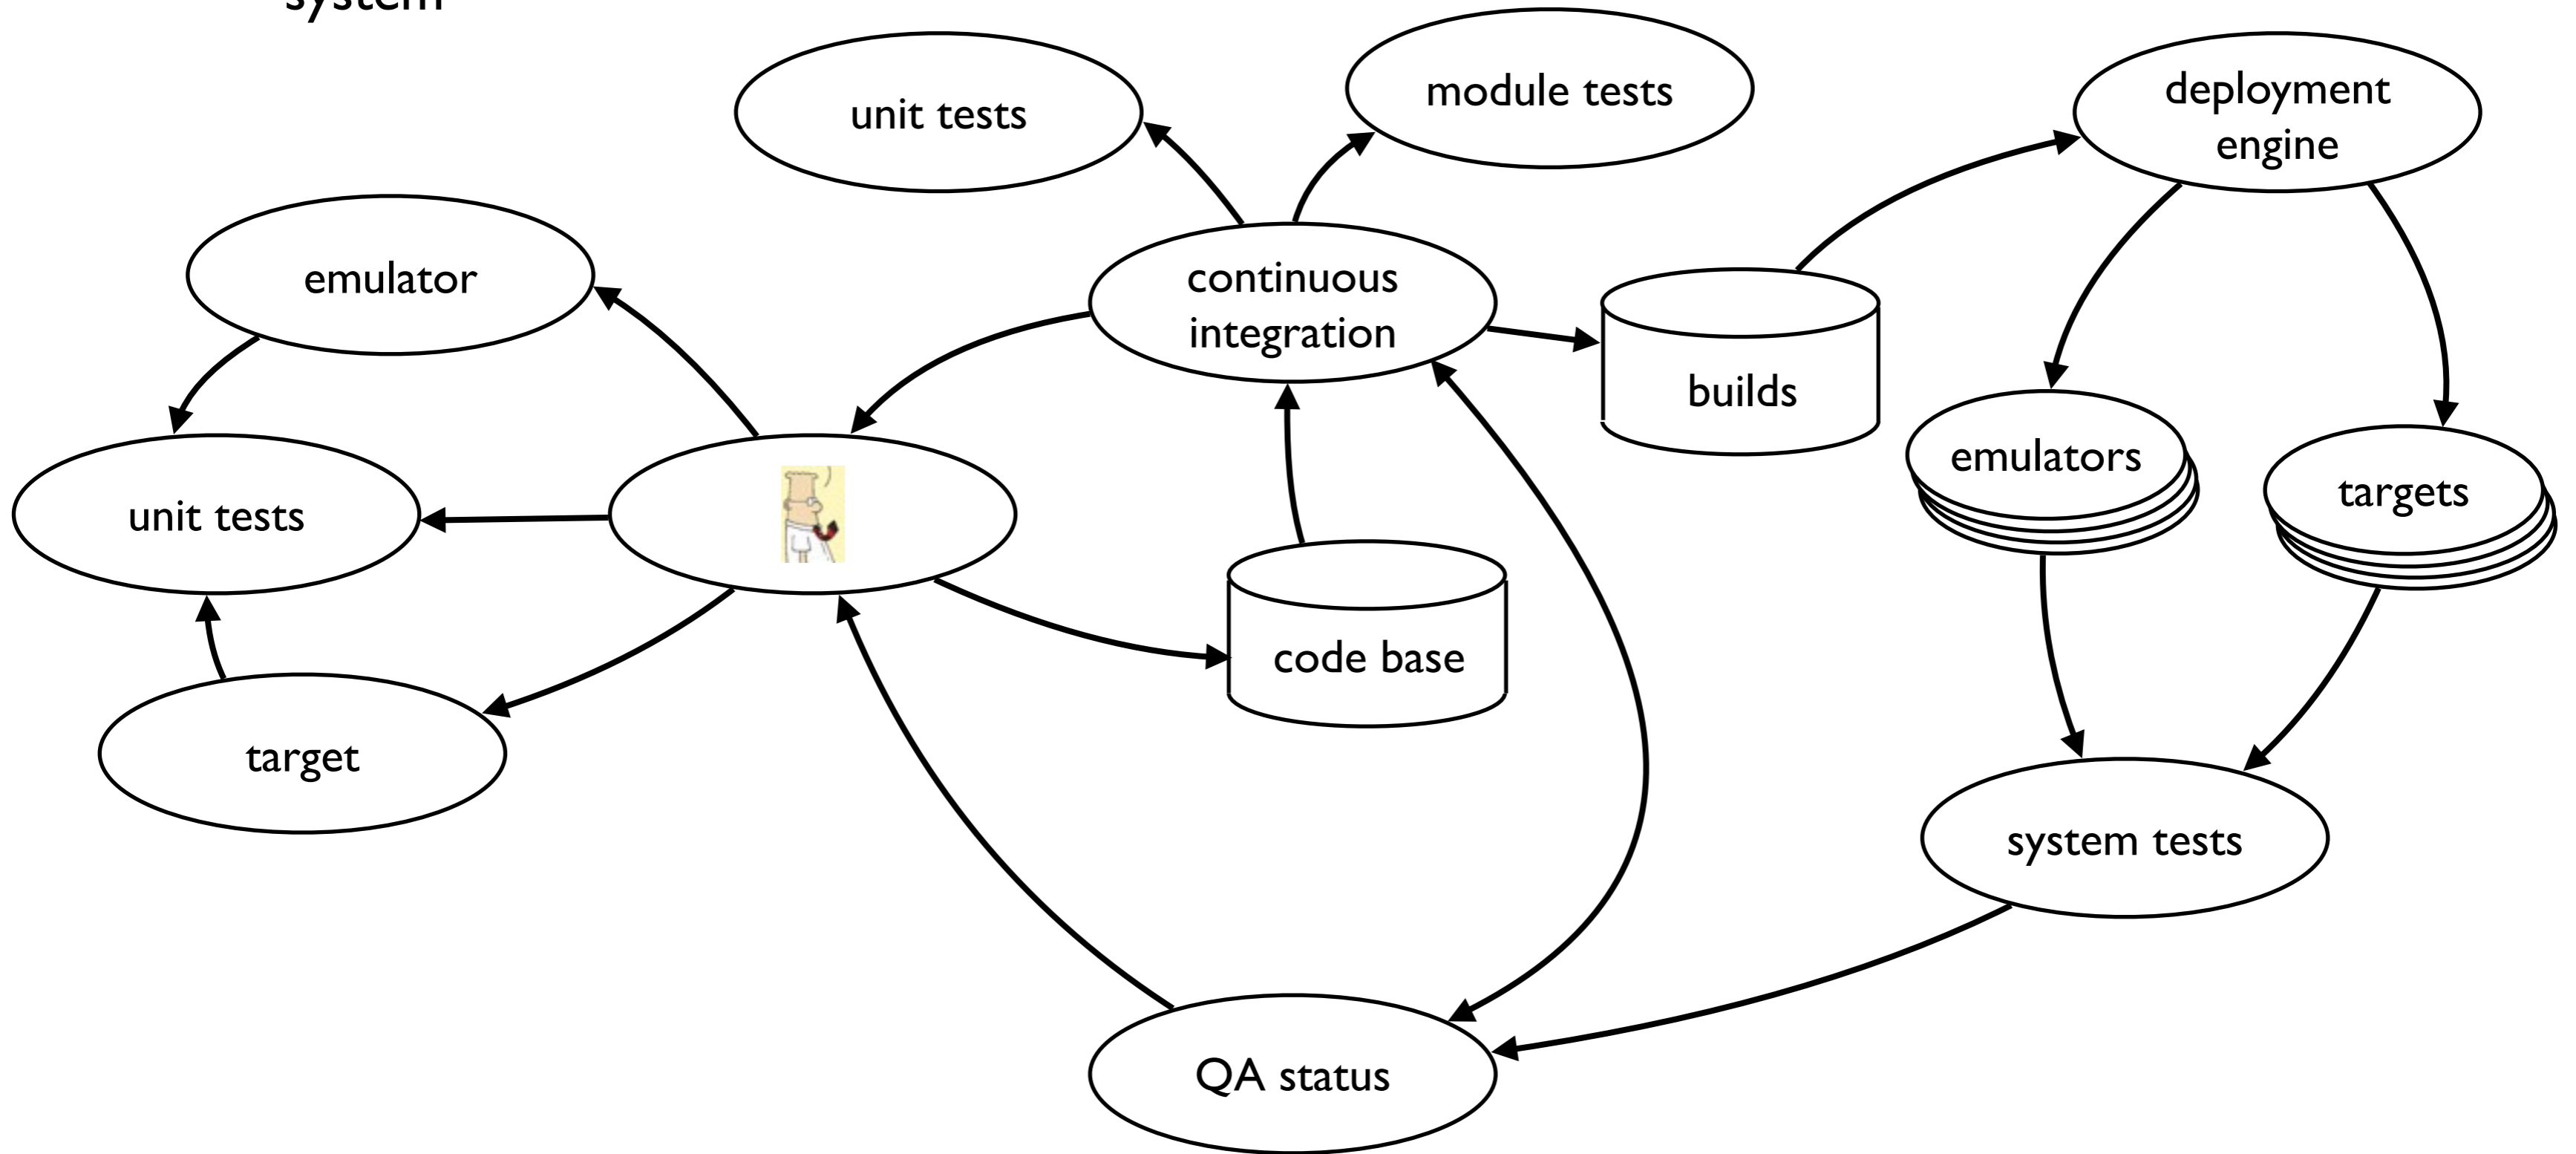 system
unit tests
module tests
deployment
engine
emulator
continuous
integration
builds
emulators
targets
unit tests
code base
target
system tests
QA status